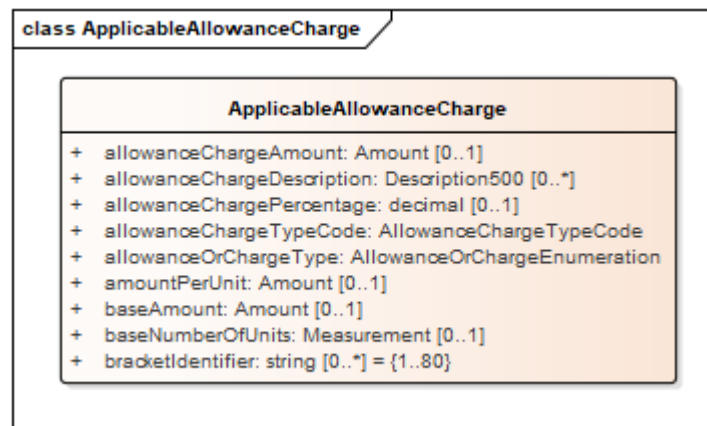 class ApplicableAllowanceCharge
ApplicableAllowanceCharge
+ allowanceChargeAmount: Amount [0..1]
+ allowanceChargeDescription: Description500 [0..*]
+ allowanceChargePercentage: decimal [0..1]
+ allowanceChargeTypeCode: AllowanceChargeTypeCode
+ allowanceOrChargeType: AllowanceOrChargeEnumeration
+ amountPerUnit: Amount [0..1]
+ baseAmount: Amount [0..1]
+ baseNumberOfUnits: Measurement [0..1]
+ bracketIdentifier: string [0..*] = {1..80}